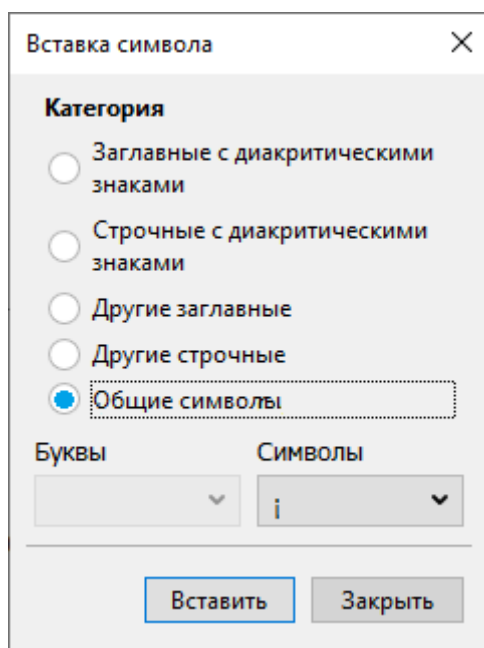 Вставка символа
Категория
Заглавные с диакритическими
знаками
Строчные с диакритическими
знаками
Другие заглавные
Другие строчные
Общие символы
Буквы Символы
¡
Вставить Закрыть